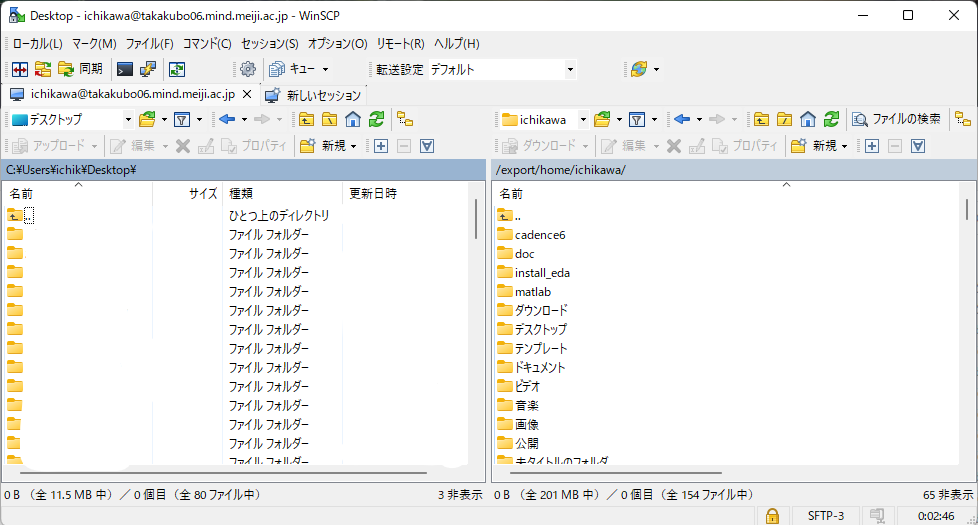 Desktop - ichikawa@takakubo06.mind.meiji.ac.jp - WinSCP
ローカル(L) マーク(M) ファイル(F) コマンド(C) セッション(S) オプション(O) リモート(R) ヘルプ(H)
同期 キュー 転送設定 デフォルト
ichikawa@takakubo06.mind.meiji.ac.jp × 新しいセッション
デスクトップ
アップロード 編集 プロパティ 新規
C:¥Users¥ichik¥Desktop¥
名前 サイズ 種類 更新日時
.. ひとつ上のディレクトリ
ファイル フォルダー
ファイル フォルダー
ファイル フォルダー
ファイル フォルダー
ファイル フォルダー
ファイル フォルダー
ファイル フォルダー
ファイル フォルダー
ファイル フォルダー
ファイル フォルダー
ファイル フォルダー
ファイル フォルダー
ファイル フォルダー
0 B （全 11.5 MB 中）／ 0 個目（全 80 ファイル中） 3 非表示
ichikawa ファイルの検索
ダウンロード 編集 プロパティ 新規
/export/home/ichikawa/
名前
..
cadence6
doc
install_eda
matlab
ダウンロード
デスクトップ
テンプレート
ドキュメント
ビデオ
音楽
画像
公開
未タイトルのフォルダ
0 B （全 201 MB 中）／ 0 個目（全 154 ファイル中） 65 非表示
SFTP-3 0:02:46